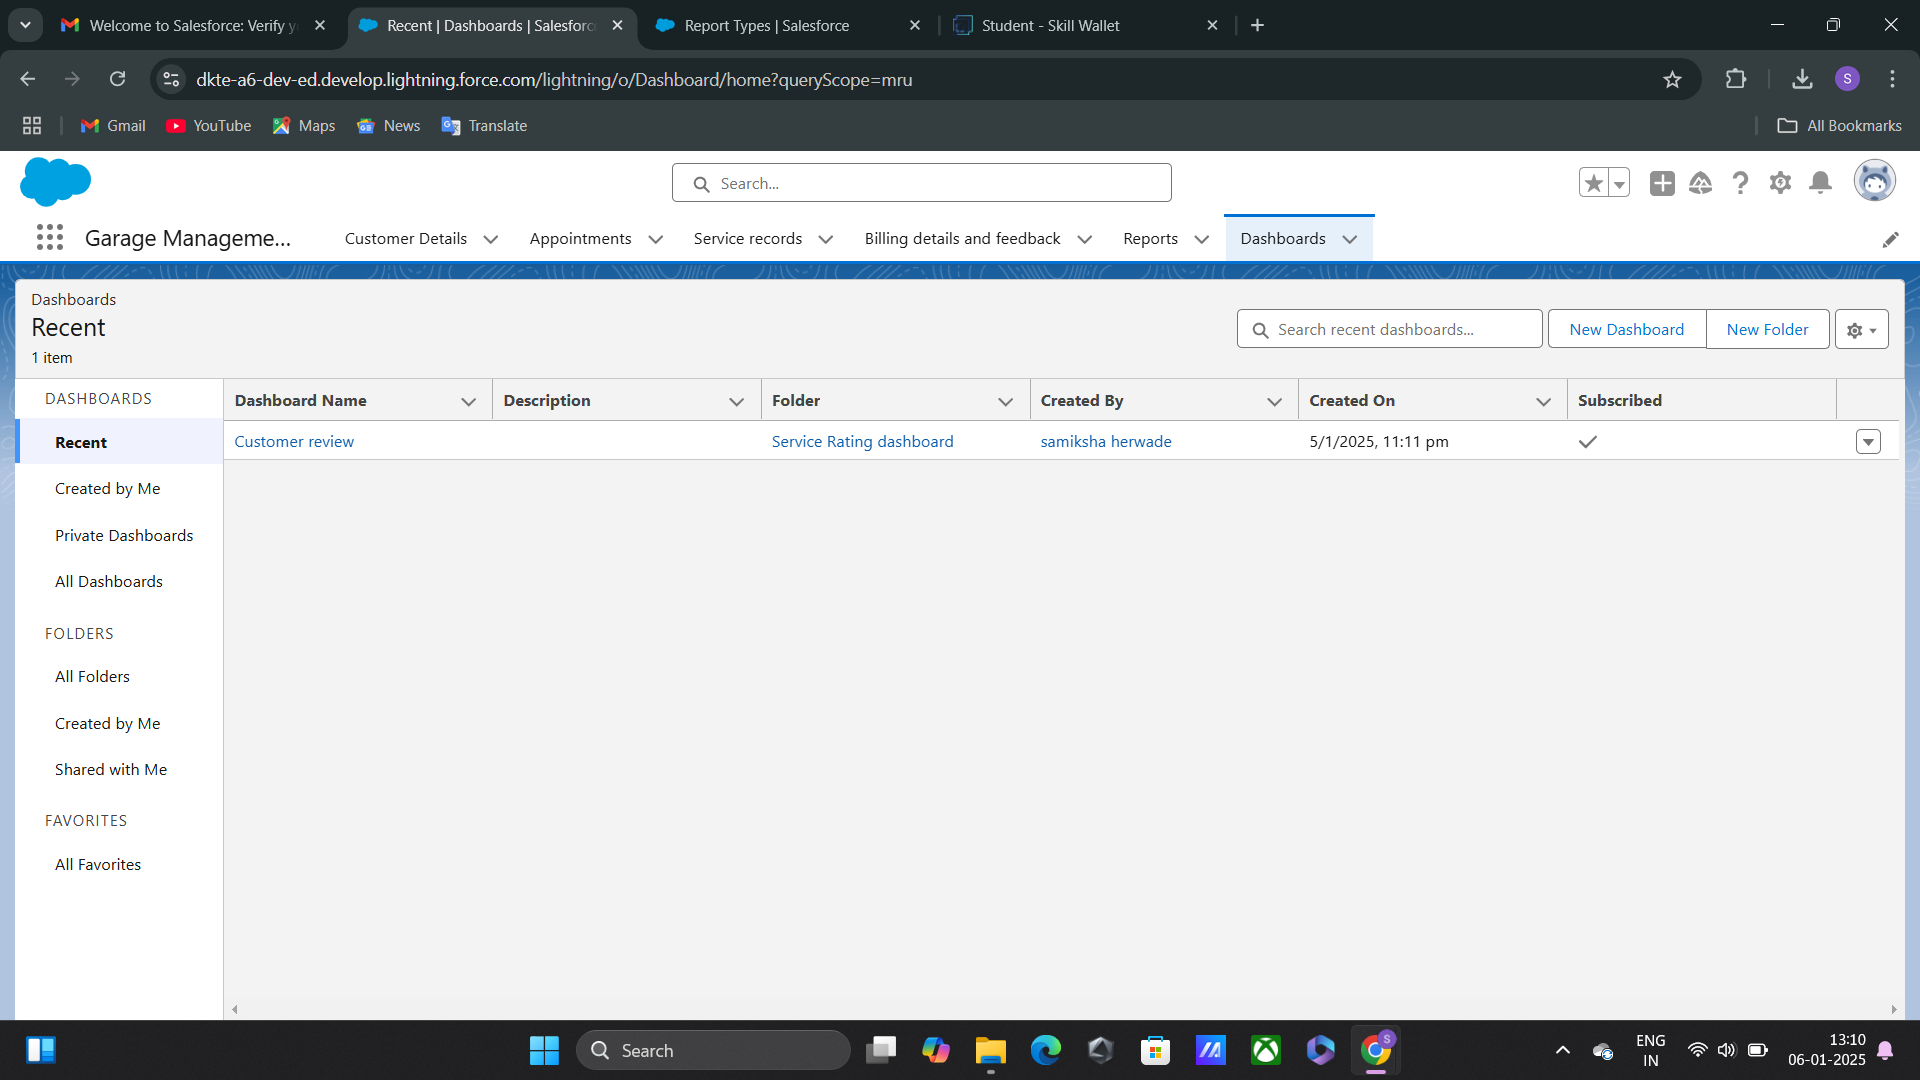 Welcome to Salesforce: Verify y
Recent | Dashboards | Salesforc
Report Types | Salesforce
Student - Skill Wallet
dkte-a6-dev-ed.develop.lightning.force.com/lightning/o/Dashboard/home?queryScope=mru
S
Gmail
YouTube
Maps
News
Translate
All Bookmarks
Search...
Garage Manageme...
Customer Details
Appointments
Service records
Billing details and feedback
Reports
Dashboards
Dashboards
Recent
1 item
Search recent dashboards...
New Dashboard
New Folder
DASHBOARDS
Recent
Created by Me
Private Dashboards
All Dashboards
FOLDERS
All Folders
Created by Me
Shared with Me
FAVORITES
All Favorites
Dashboard Name
Description
Folder
Created By
Created On
Subscribed
Customer review
Service Rating dashboard
samiksha herwade
5/1/2025, 11:11 pm
Search
S
ENG
IN
13:10
06-01-2025